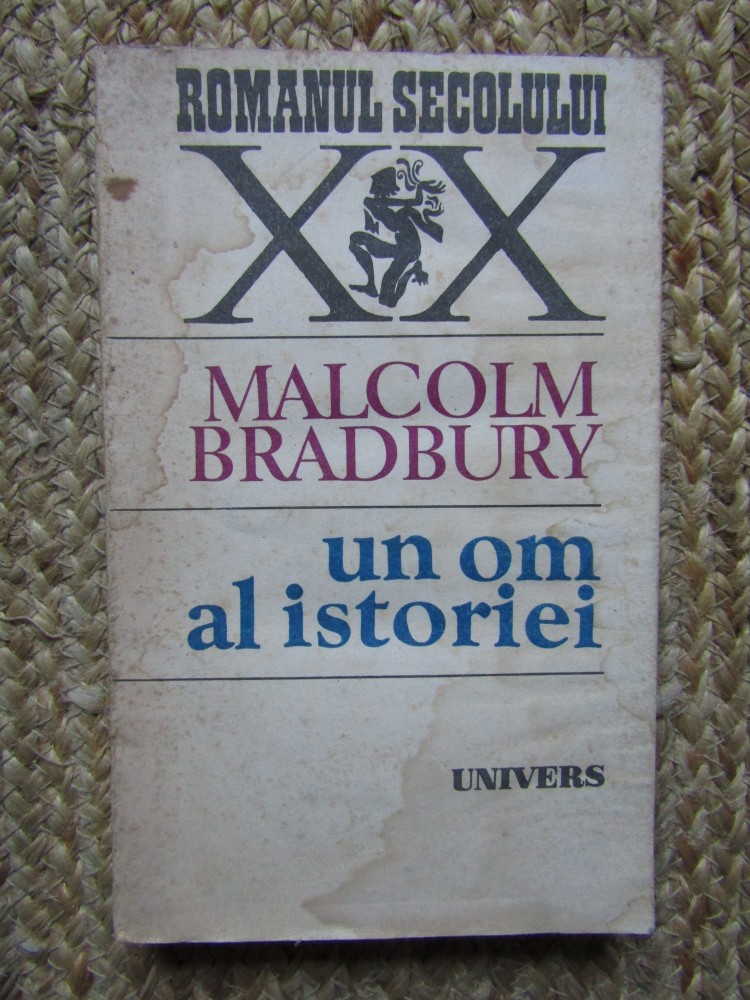 ROMANUL SECOLULUI
XX
MALCOLM
BRADBURY
un om
al istoriei
UNIVERS